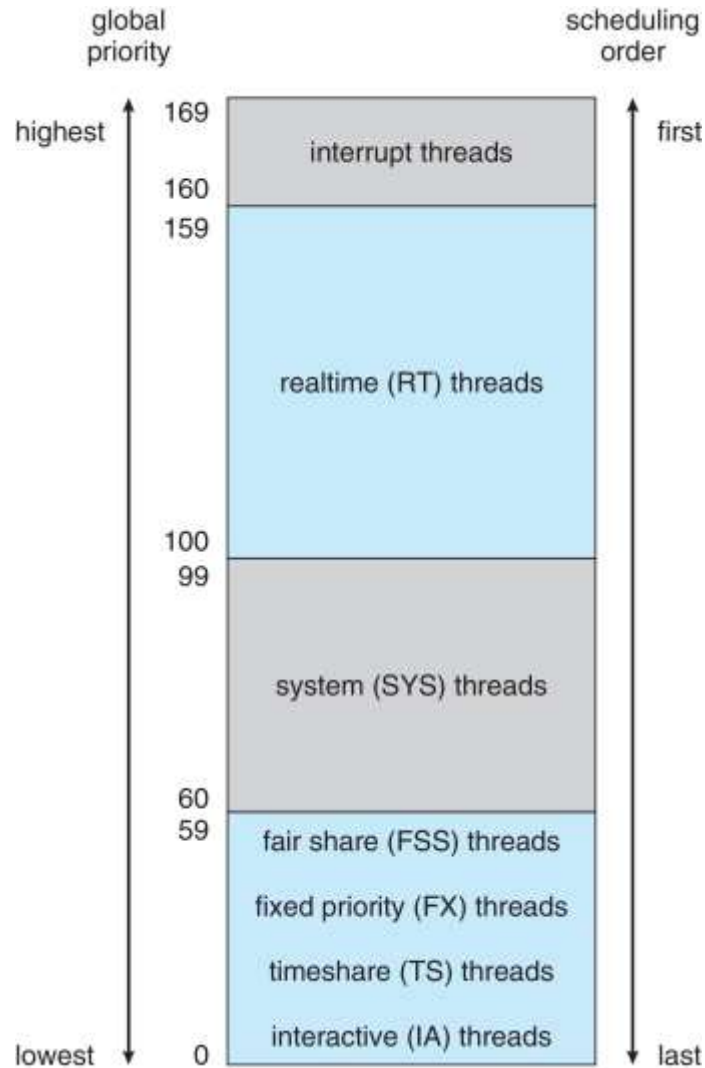 global
priority
scheduling
order
highest
169
interrupt threads
first
160
159
realtime (RT) threads
100
99
system (SYS) threads
60
59
fair share (FSS) threads
fixed priority (FX) threads
timeshare (TS) threads
interactive (IA) threads
lowest
0
last